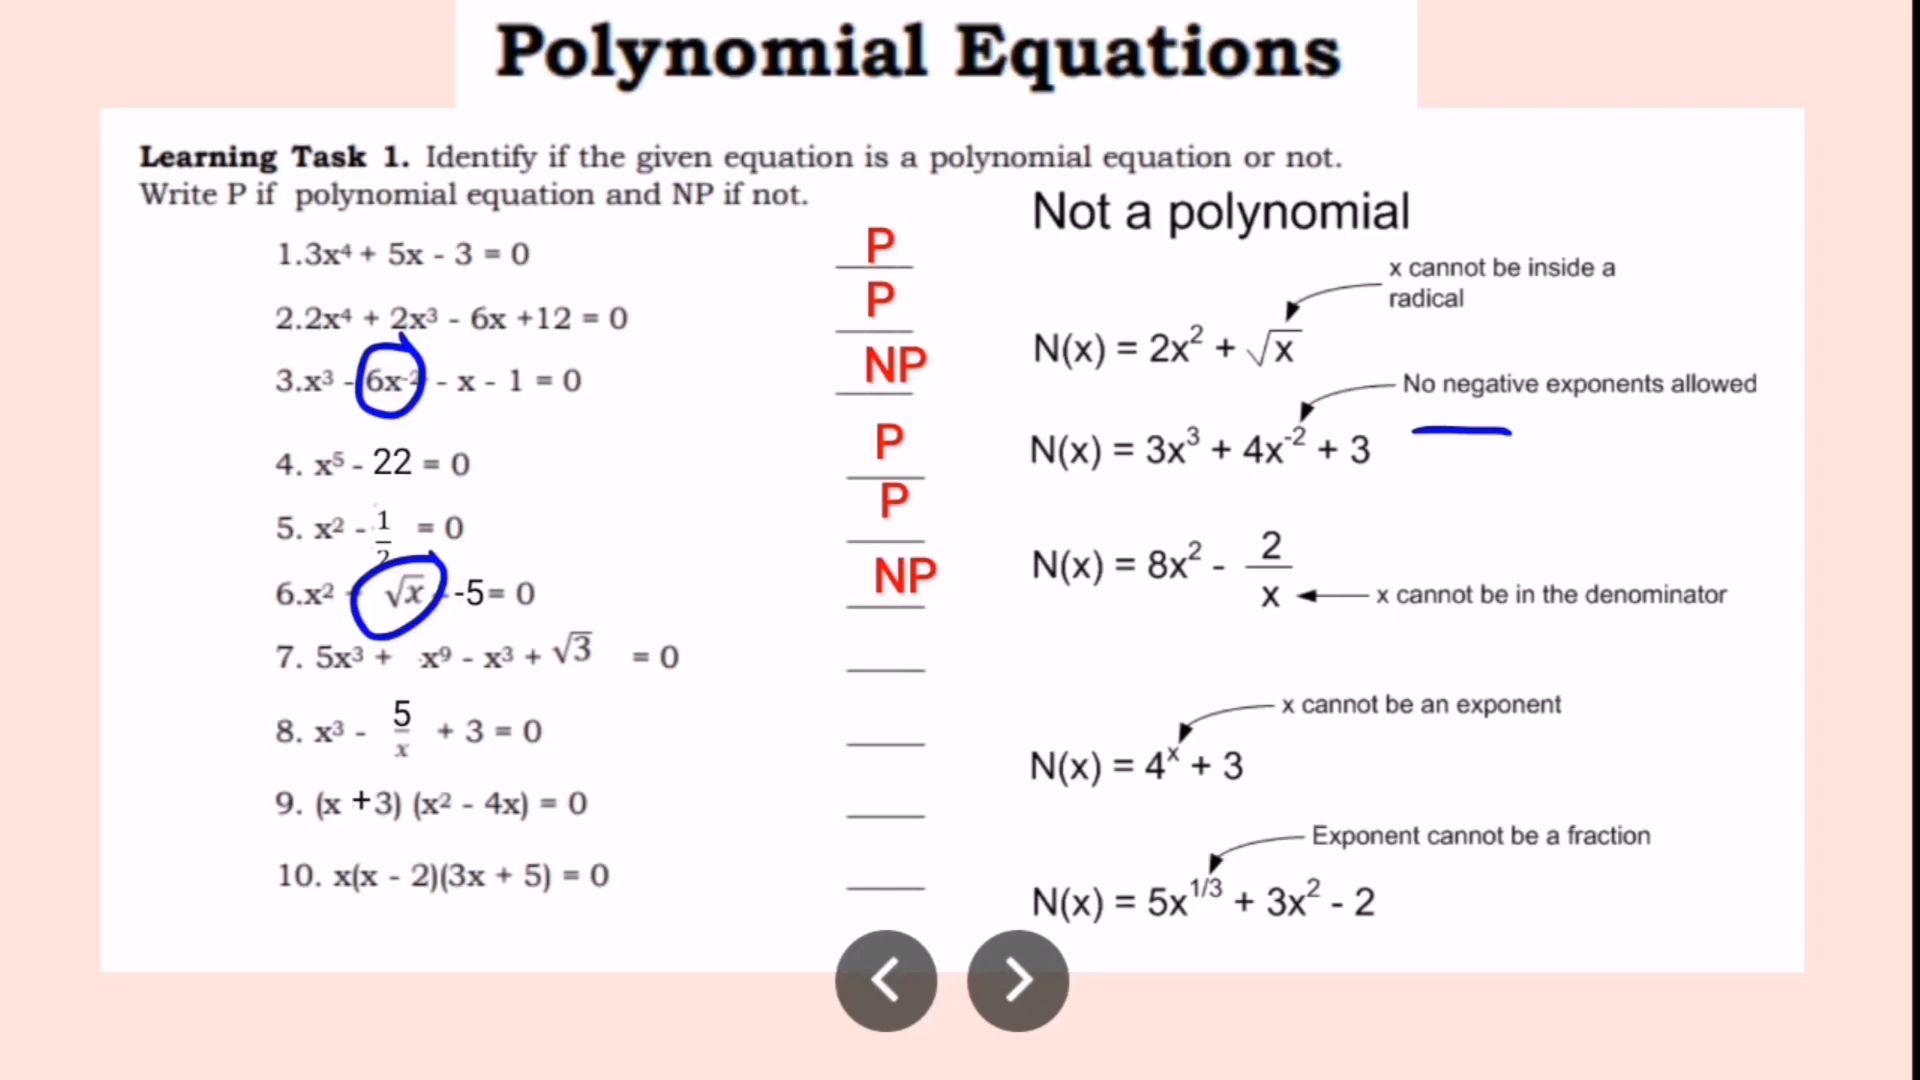 Polynomial Equations
Learning Task 1. Identify if the given equation is a polynomial equation or not.
Write P if polynomial equation and NP if not.
1.3x⁴ + 5x - 3 = 0
P
2.2x⁴ + 2x³ - 6x +12 = 0
P
3.x³ - 6x⁻² - x - 1 = 0
NP
4. x⁵ - 22 = 0
P
5. x² - 1/2 = 0
P
6.x² √x -5= 0
NP
7. 5x³ + x⁹ - x³ + √3 = 0
8. x³ - 5/x + 3 = 0
9. (x +3) (x² - 4x) = 0
10. x(x - 2)(3x + 5) = 0
Not a polynomial
x cannot be inside a
radical
N(x) = 2x² + √x
No negative exponents allowed
N(x) = 3x³ + 4x⁻² + 3
N(x) = 8x² - 2/x
x cannot be in the denominator
x cannot be an exponent
N(x) = 4ˣ + 3
Exponent cannot be a fraction
N(x) = 5x^1/3 + 3x² - 2